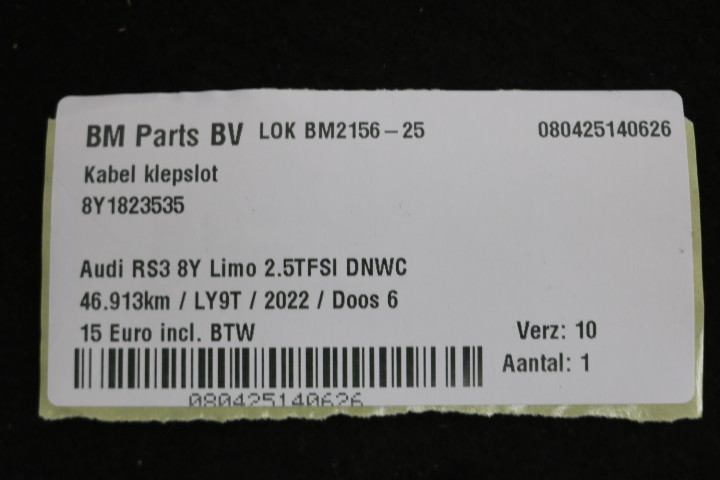 BM Parts BV LOK BM2156-25 080425140626
Kabel klepslot
8Y1823535
Audi RS3 8Y Limo 2.5TFSI DNWC
46.913km / LY9T / 2022 / Doos 6
15 Euro incl. BTW Verz: 10
Aantal: 1
080425140626